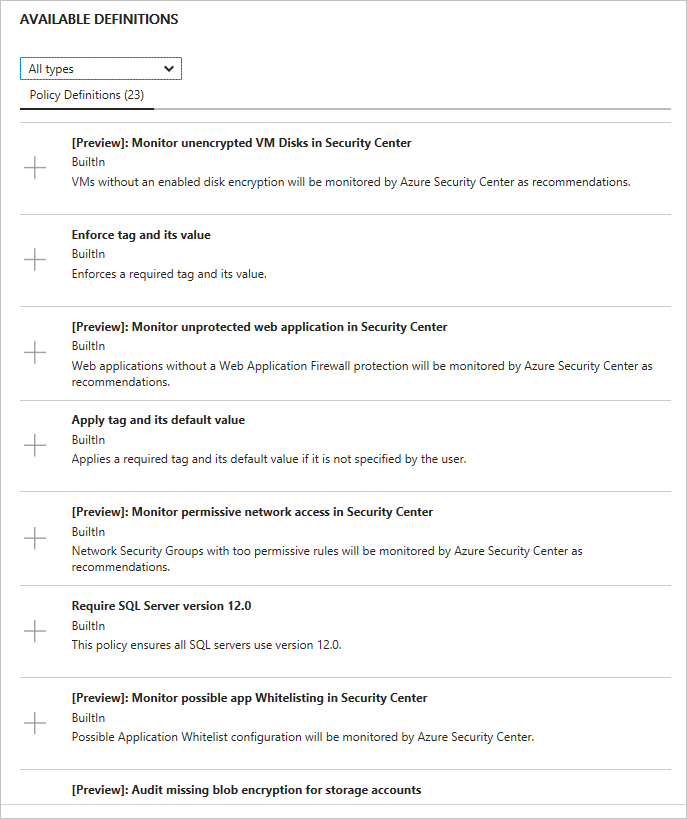 AVAILABLE DEFINITIONS
All types
Policy Definitions (23)
[Preview]: Monitor unencrypted VM Disks in Security Center
BuiltIn
VMs without an enabled disk encryption will be monitored by Azure Security Center as recommendations.
Enforce tag and its value
BuiltIn
Enforces a required tag and its value.
[Preview]: Monitor unprotected web application in Security Center
BuiltIn
Web applications without a Web Application Firewall protection will be monitored by Azure Security Center as
recommendations.
Apply tag and its default value
BuiltIn
Applies a required tag and its default value if it is not specified by the user.
[Preview]: Monitor permissive network access in Security Center
BuiltIn
Network Security Groups with too permissive rules will be monitored by Azure Security Center as
recommendations.
Require SQL Server version 12.0
BuiltIn
This policy ensures all SQL servers use version 12.0.
[Preview]: Monitor possible app Whitelisting in Security Center
BuiltIn
Possible Application Whitelist configuration will be monitored by Azure Security Center.
[Preview]: Audit missing blob encryption for storage accounts